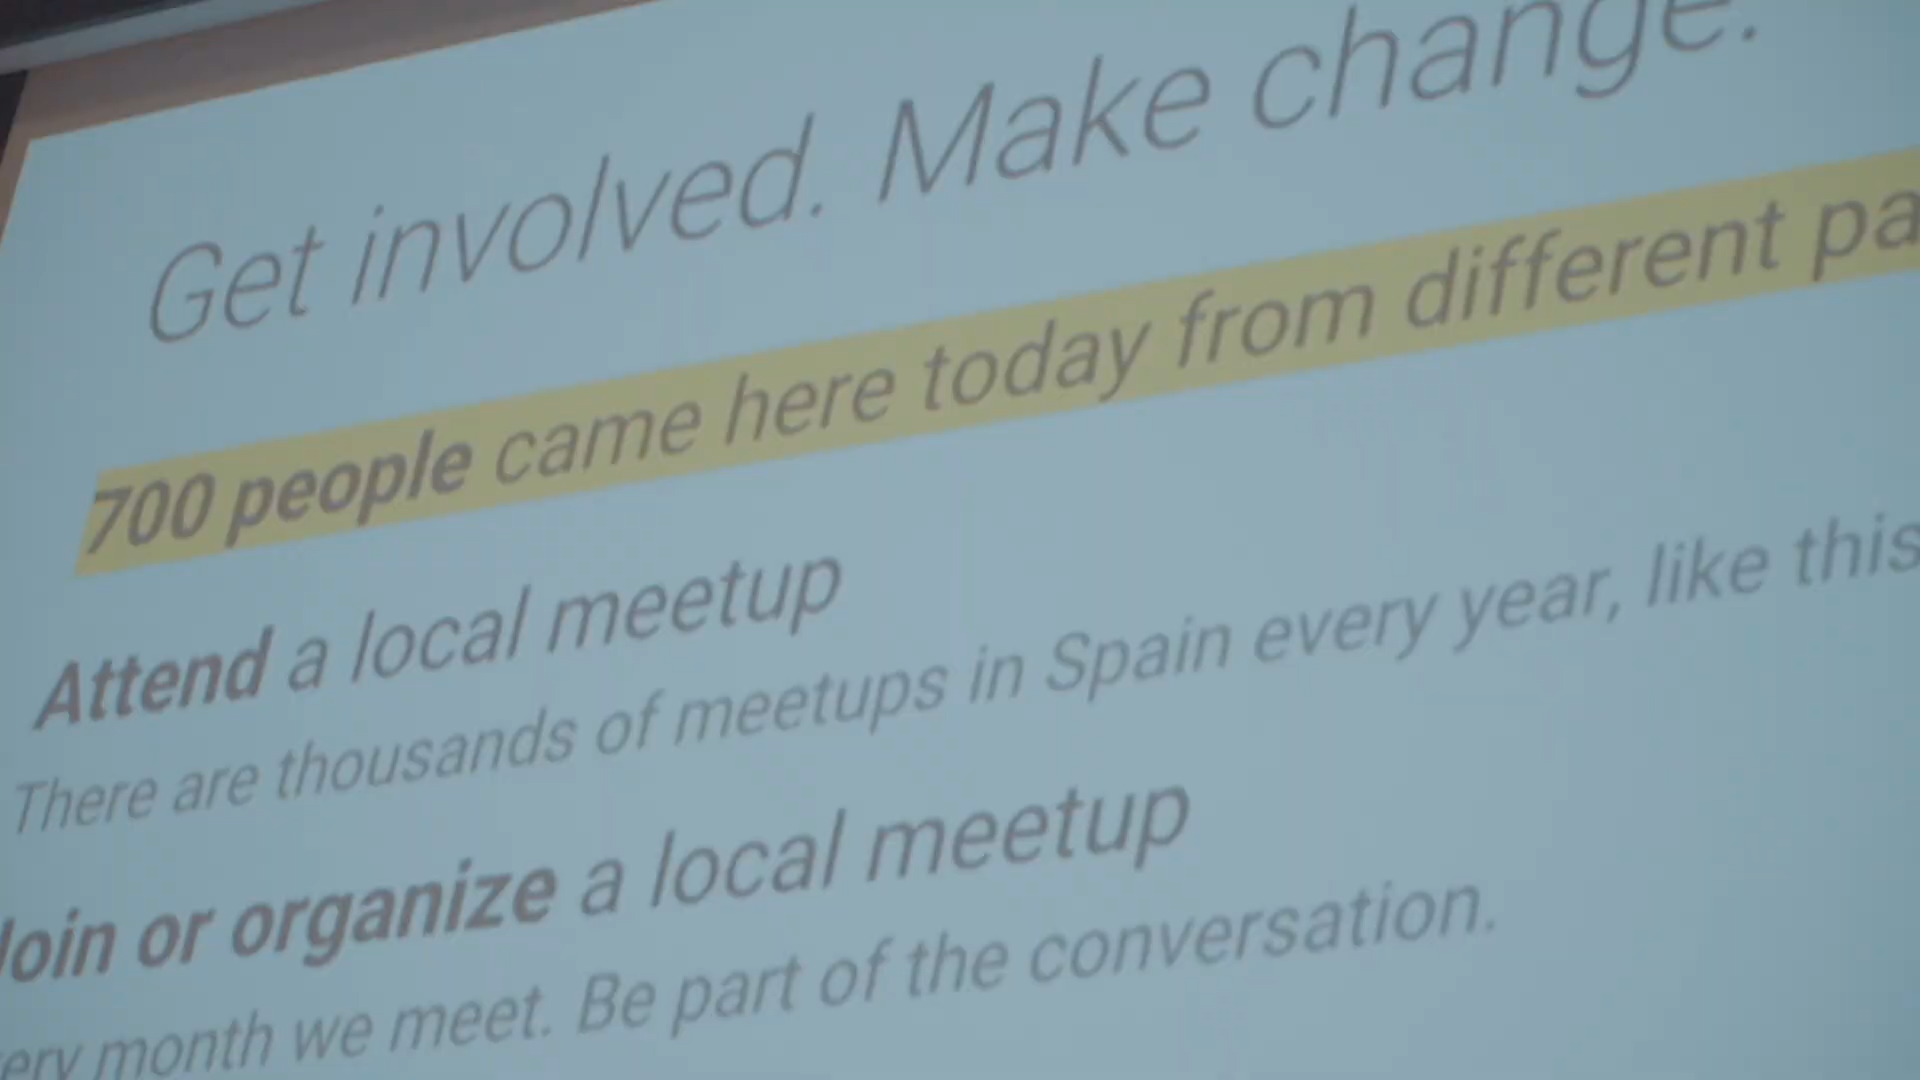 Get involved. Make change.
700 people came here today from different
Attend a local meetup
There are thousands of meetups in Spain every year, like this
Join or organize a local meetup
month we meet. Be part of the conversation.